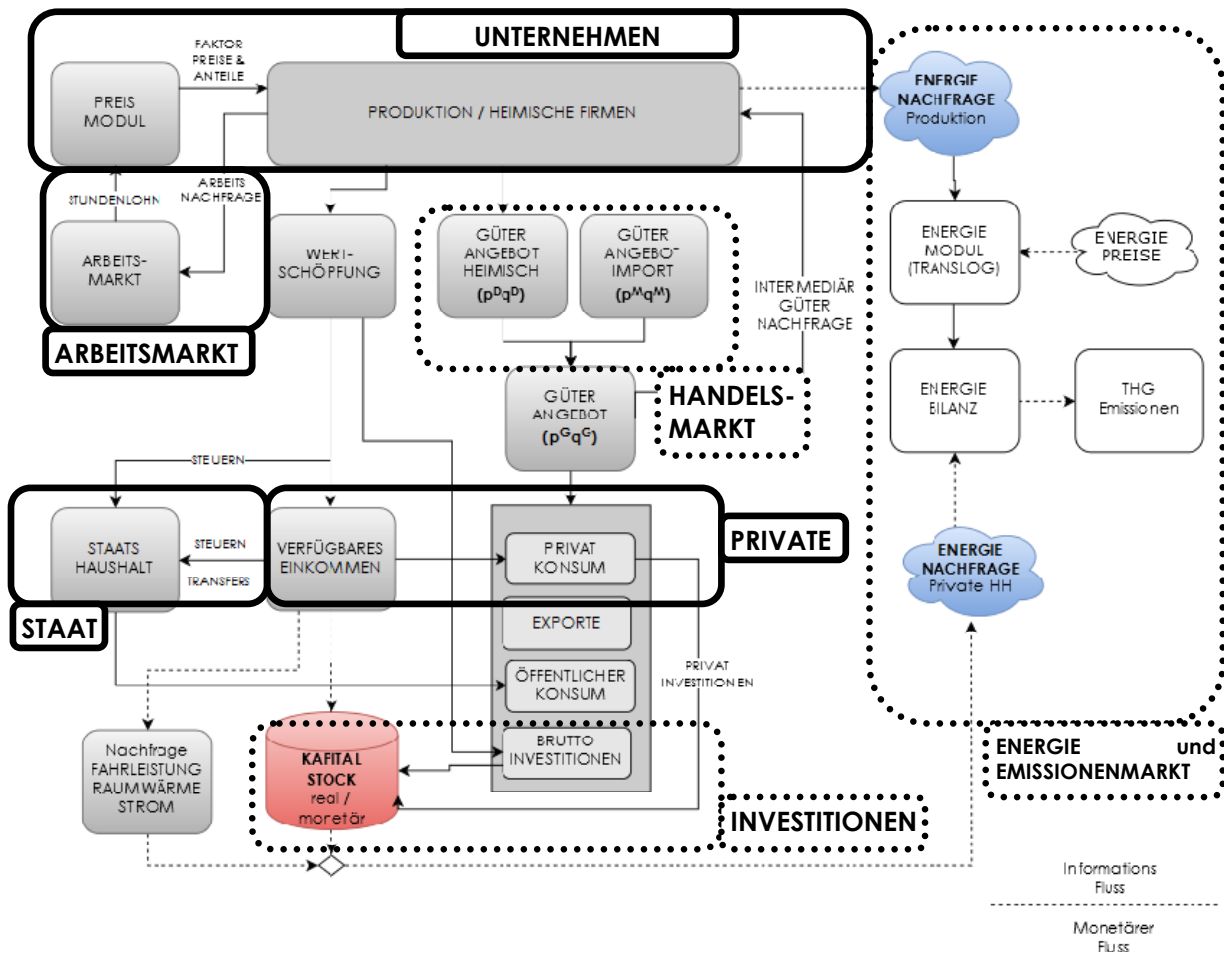 UNTERNEHMEN
FAKTOR
PREISE &
ANTEILE
PREIS
MODUL
PRODUKTION / HEIMISCHE FIRMEN
ENERGIE
NACHFRAGE
Produktion
STUNDENLOHN
ARBEITS
NACHFRAGE
ARBEITS-
MARKT
ARBEITSMARKT
WERT-
SCHÖPFUNG
GÜTER
ANGEBOT
HEIMISCH
(pᴰqᴰ)
GÜTER
ANGEBOT
IMPORT
(pᴹqᴹ)
INTERMEDIÄR
GÜTER
NACHFRAGE
ENERGIE
MODUL
(TRANSLOG)
ENERGIE
PREISE
GÜTER
ANGEBOT
(pᴳqᴳ)
HANDELS-
MARKT
ENERGIE
BILANZ
THG
Emissionen
STEUERN
STAATS
HAUSHALT
STEUERN
TRANSFERS
VERFÜGBARES
EINKOMMEN
PRIVAT
KONSUM
PRIVATE
ENERGIE
NACHFRAGE
Private HH
STAAT
EXPORTE
ÖFFENTLICHER
KONSUM
PRIVAT
INVESTITIONEN
Nachfrage
FAHRLEISTUNG
RAUMWÄRME
STROM
KAPITAL
STOCK
real /
monetär
BRUTTO
INVESTITIONEN
INVESTITIONEN
ENERGIE und
EMISSIONENMARKT
Informations
Fluss
Monetärer
Fluss